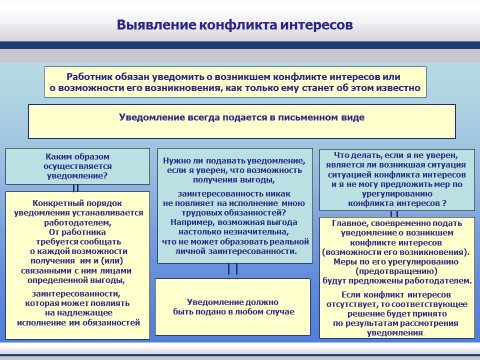 Выявление конфликта интересов
Работник обязан уведомить о возникшем конфликте интересов или
о возможности его возникновения, как только ему станет об этом известно
Уведомление всегда подается в письменном виде
Каким образом
осуществляется
уведомление?
Конкретный порядок
уведомления устанавливается
работодателем,
От работника
требуется сообщать
о каждой возможности
получения им и (или)
связанными с ним лицами
определенной выгоды,
заинтересованности,
которая может повлиять
на надлежащее
исполнение им обязанностей
Нужно ли подавать уведомление,
если я уверен, что возможность
получения выгоды,
заинтересованность никак
не повлияет на исполнение мною
трудовых обязанностей?
Например, возможная выгода
настолько незначительна,
что не может образовать реальной
личной заинтересованности.
Уведомление должно
быть подано в любом случае
Что делать, если я не уверен,
является ли возникшая ситуация
ситуацией конфликта интересов
и я не могу предложить мер по
урегулированию
конфликта интересов ?
Главное, своевременно подать
уведомление о возникшем
конфликте интересов
(возможности его возникновения).
Меры по его урегулированию
(предотвращению)
будут предложены работодателем.
Если конфликт интересов
отсутствует, то соответствующее
решение будет принято
по результатам рассмотрения
уведомления.